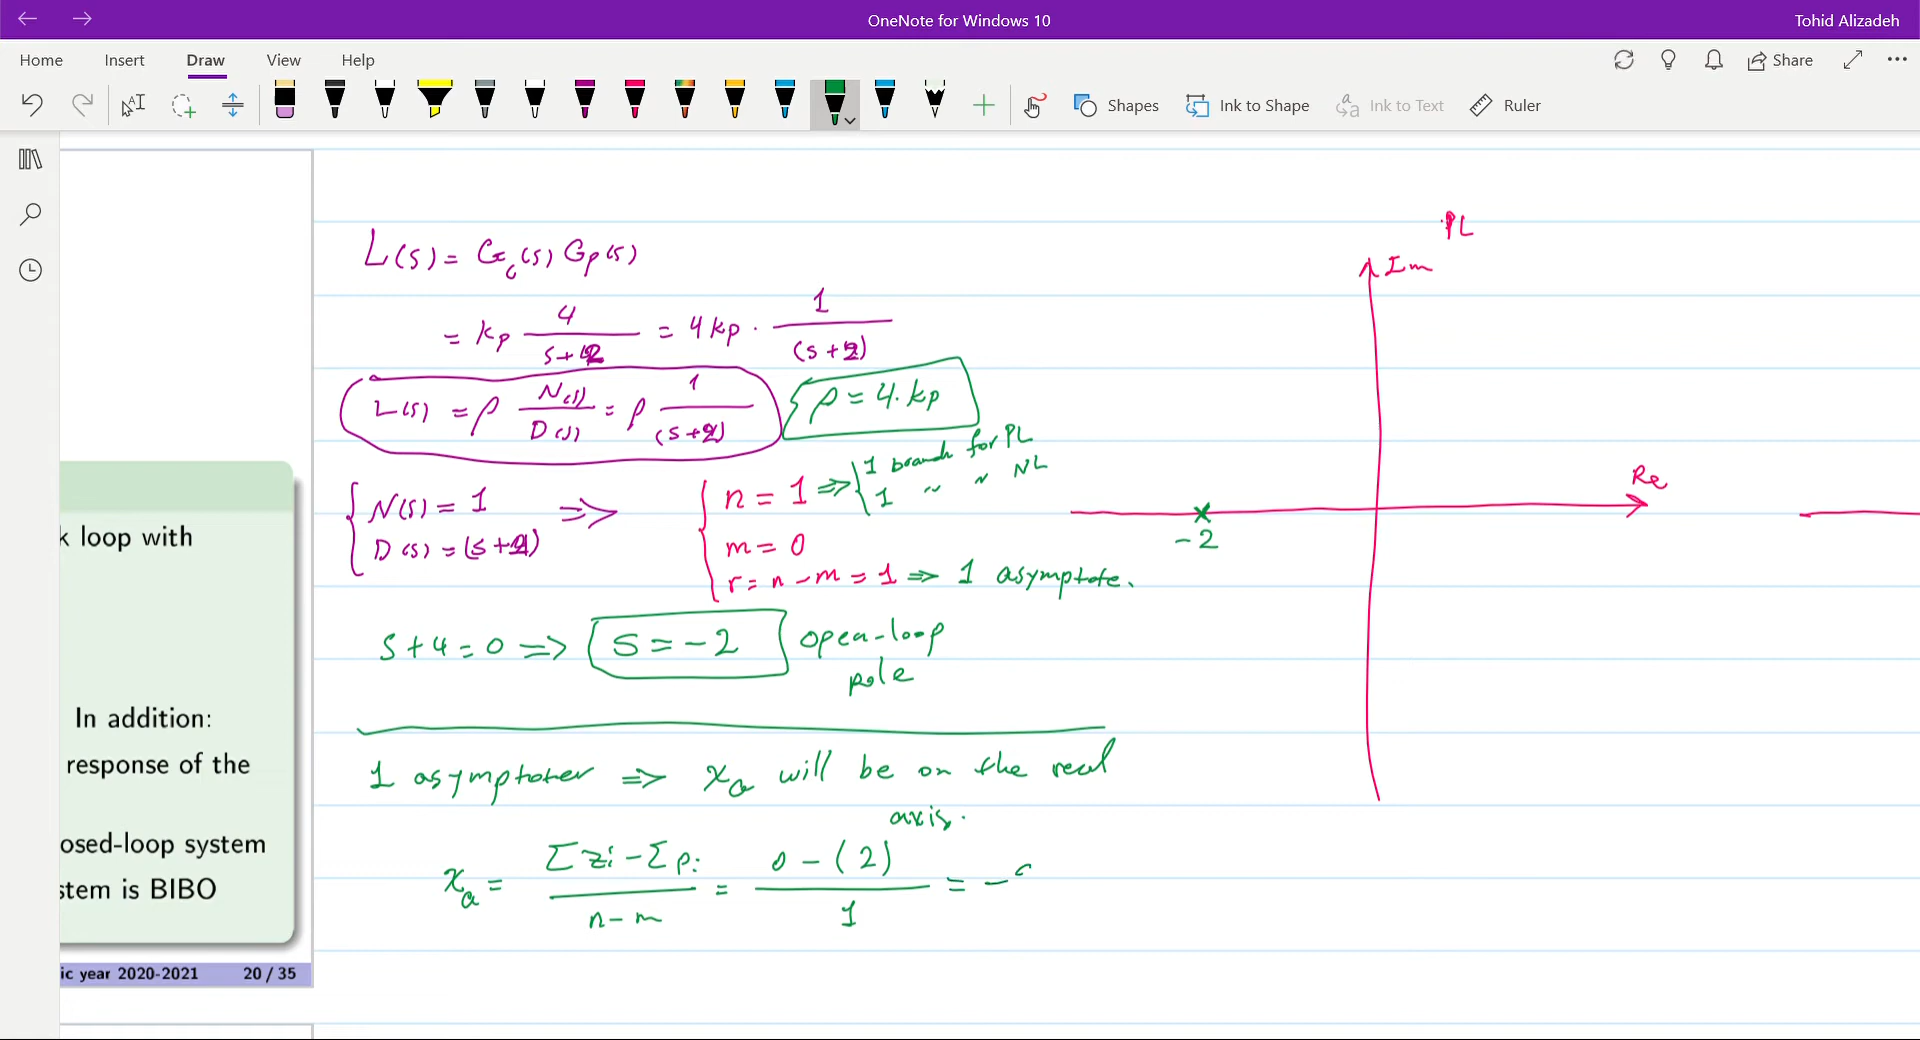 OneNote for Windows 10
Tohid Alizadeh
Home Insert Draw View Help
Share
Shapes Ink to Shape Ink to Text Ruler
k loop with
In addition:
response of the
osed-loop system
stem is BIBO
ic year 2020-2021 20 / 35
L(s) = Gc(s) Gp(s)
= kp 4/(s+2) = 4kp · 1/(s+2)
L(s) = ρ N(s)/D(s) = ρ 1/(s+2)
ρ = 4·kp
N(s) = 1
D(s) = (s+2)
⇒
n = 1 ⇒ { 1 branch for PL
1 〃 〃 NL
m = 0
r = n - m = 1 ⇒ 1 asymptote.
s+4 = 0 ⇒ s = -2 open-loop
pole
1 asymptotes ⇒ xa will be on the real
axis.
xa = (Σzi - Σpi)/(n-m) = (0 - (2))/1 = -
PL
Im
Re
-2